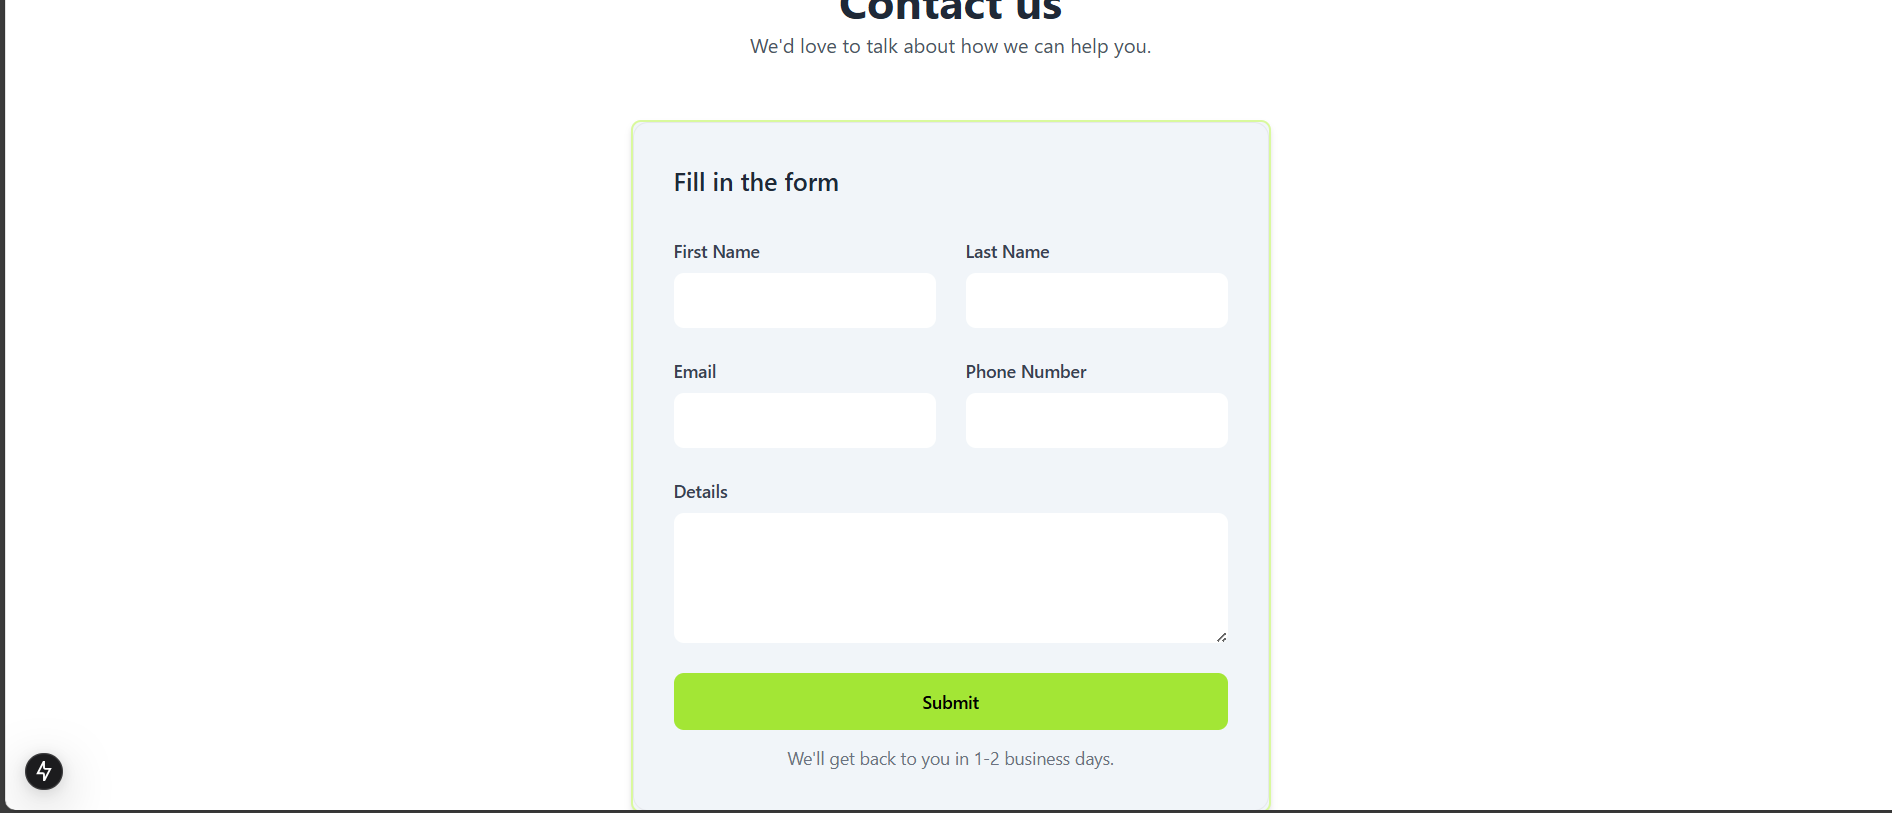 Contact us
We'd love to talk about how we can help you.
Fill in the form
First Name
Last Name
Email
Phone Number
Details
Submit
We'll get back to you in 1-2 business days.